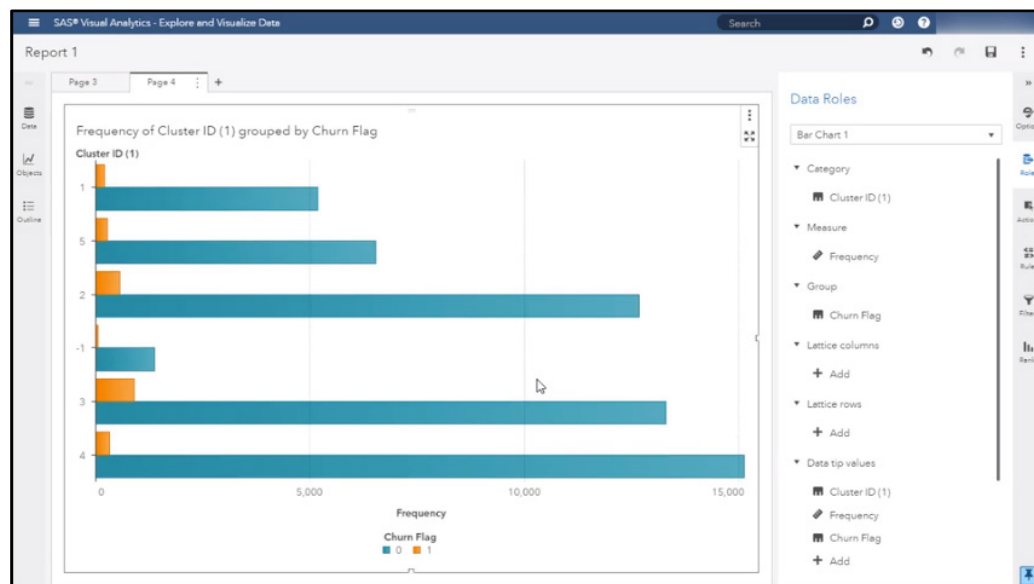 SAS® Visual Analytics - Explore and Visualize Data
Search
Report 1
Page 3
Page 4
Data
Objects
Outline
Frequency of Cluster ID (1) grouped by Churn Flag
Cluster ID (1)
1
5
2
-1
3
4
0
5,000
10,000
15,000
Frequency
Churn Flag
0
1
Data Roles
Bar Chart 1
Category
Cluster ID (1)
Measure
Frequency
Group
Churn Flag
Lattice columns
Add
Lattice rows
Add
Data tip values
Cluster ID (1)
Frequency
Churn Flag
Add